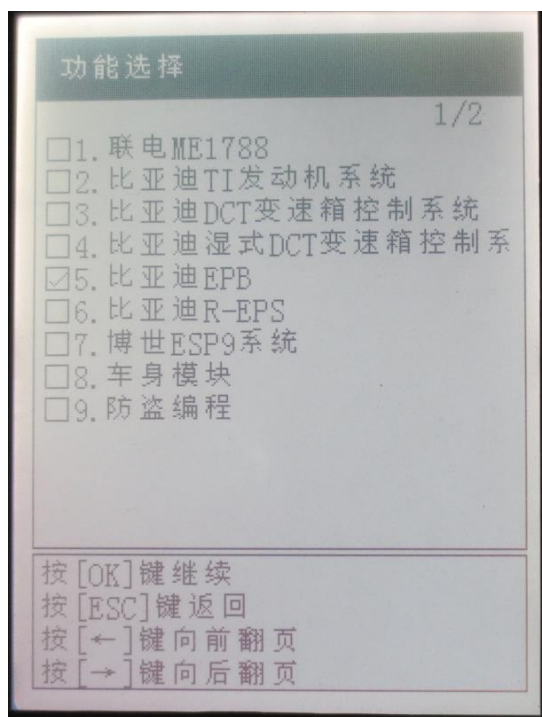 功能选择
1/2
□1.联电ME1788
□2.比亚迪TI发动机系统
□3.比亚迪DCT变速箱控制系统
□4.比亚迪湿式DCT变速箱控制系
☑5.比亚迪EPB
□6.比亚迪R-EPS
□7.博世ESP9系统
□8.车身模块
□9.防盗编程
按[OK]键继续
按[ESC]键返回
按[←]键向前翻页
按[→]键向后翻页